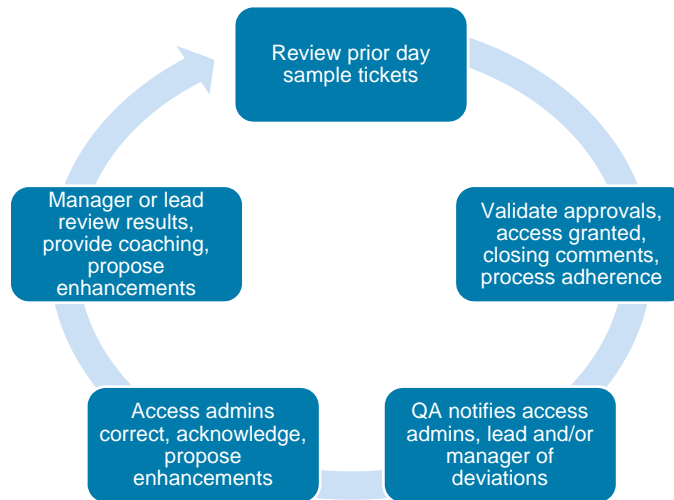 Review prior day
sample tickets
Validate approvals,
access granted,
closing comments,
process adherence
QA notifies access
admins, lead and/or
manager of
deviations
Access admins
correct, acknowledge,
propose
enhancements
Manager or lead
review results,
provide coaching,
propose
enhancements